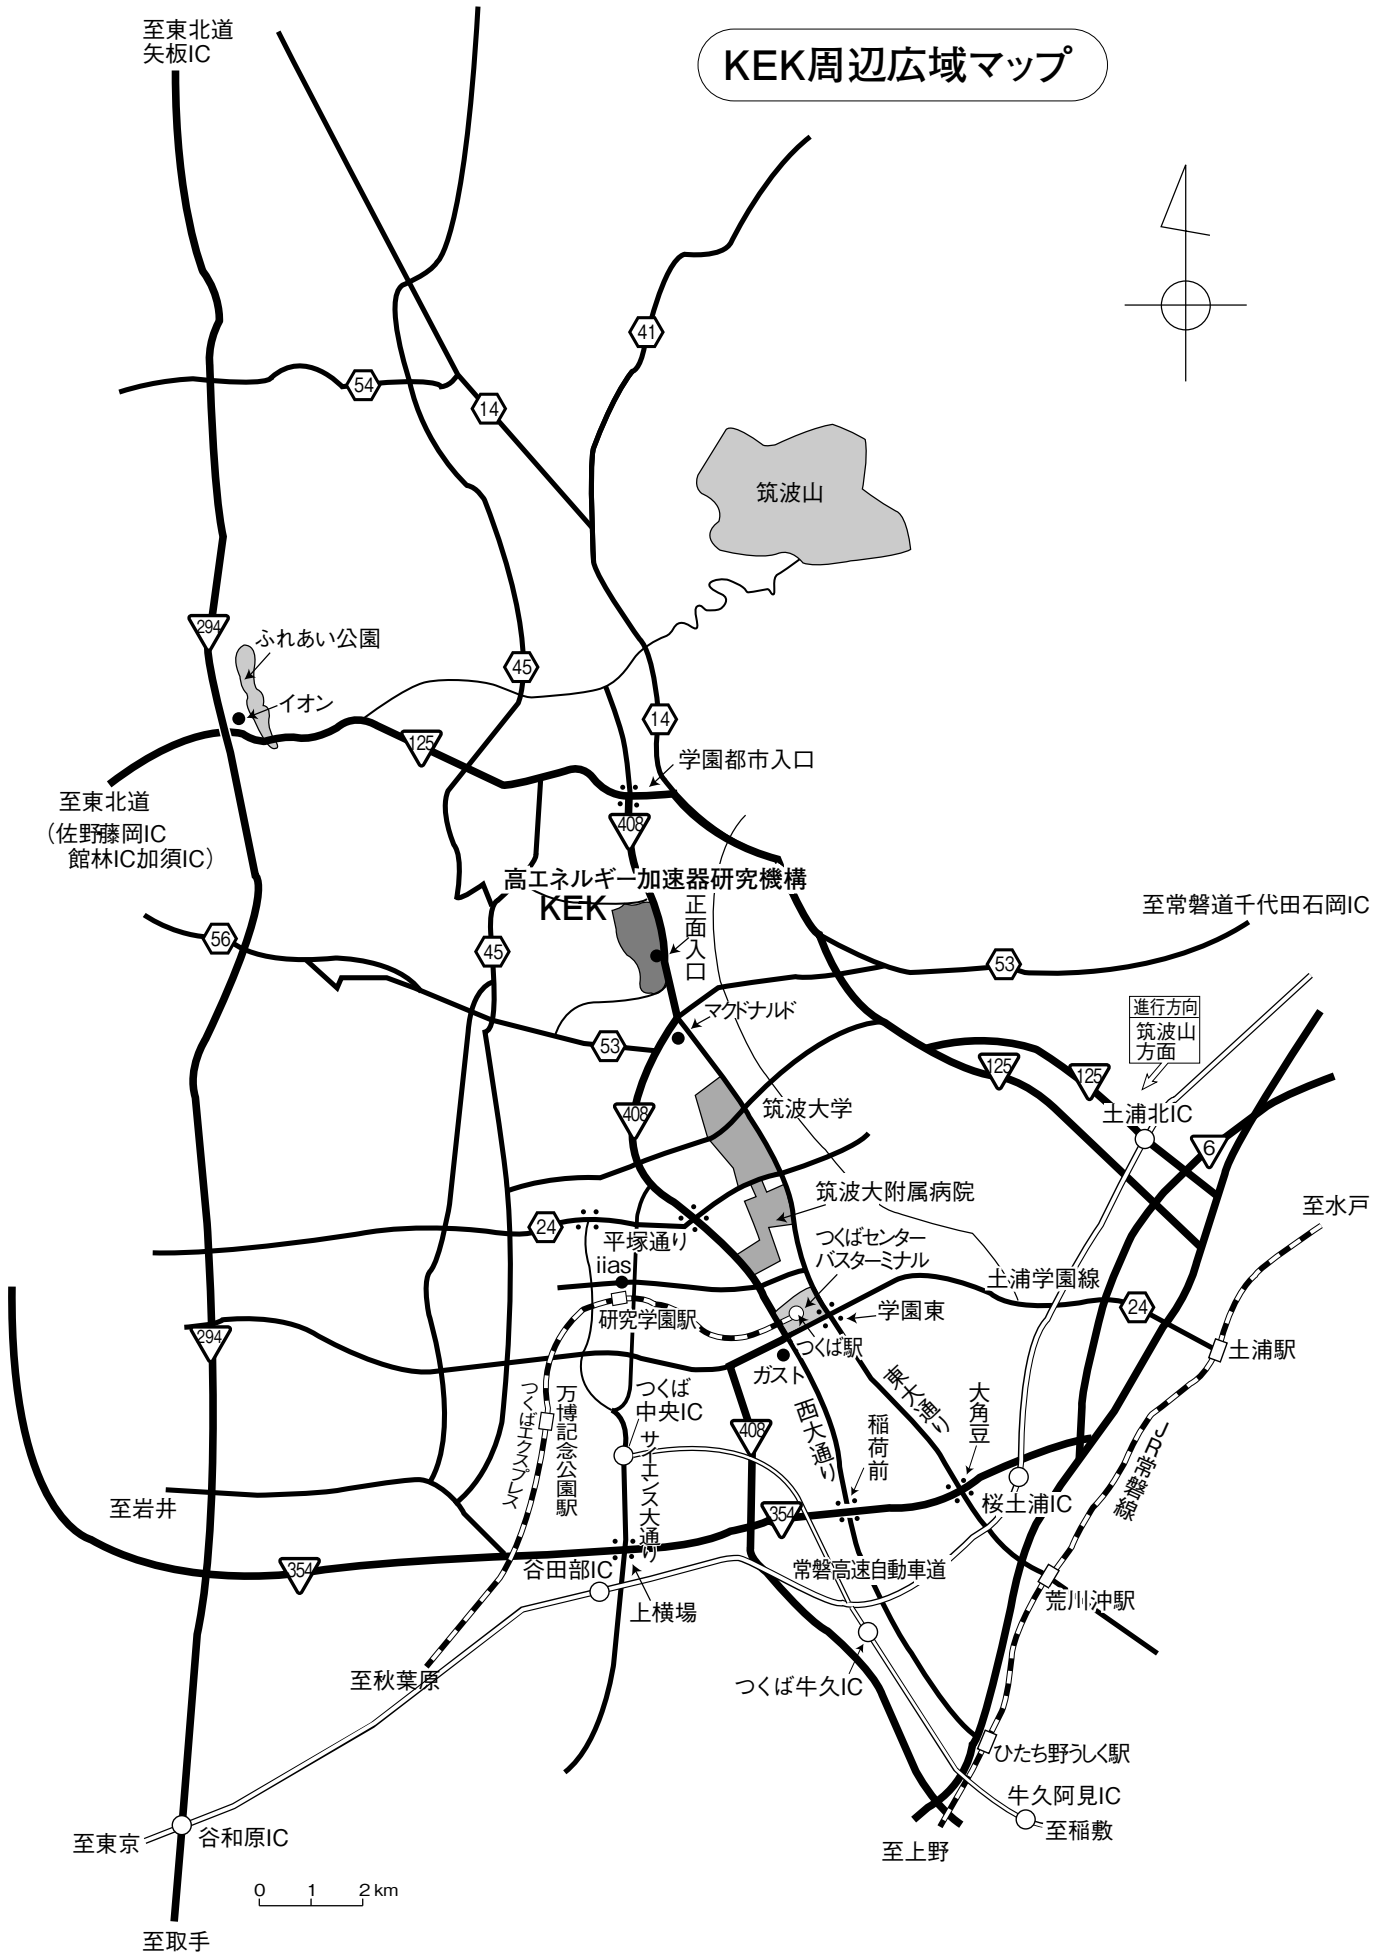 至東北道
矢板IC
KEK周辺広域マップ
41
54
14
筑波山
294
ふれあい公園
45
イオン
14
125
学園都市入口
至東北道
(佐野藤岡IC
館林IC加須IC)
408
高エネルギー加速器研究機構
KEK
正面入口
至常磐道千代田石岡IC
56
45
53
進行方向
筑波山
方面
マクドナルド
53
125
125
408
筑波大学
土浦北IC
6
筑波大附属病院
至水戸
24
平塚通り
つくばセンター
バスターミナル
iias
土浦学園線
研究学園駅
学園東
24
294
つくば駅
土浦駅
ガスト
つくば
中央IC
東大通り
大角豆
つくばエクスプレス
万博記念公園駅
西大通り
稲荷前
408
サイエンス大通り
JR常磐線
至岩井
桜土浦IC
354
354
谷田部IC
常磐高速自動車道
上横場
荒川沖駅
至秋葉原
つくば牛久IC
ひたち野うしく駅
牛久阿見IC
至東京
谷和原IC
至稲敷
至上野
0 1 2 km
至取手